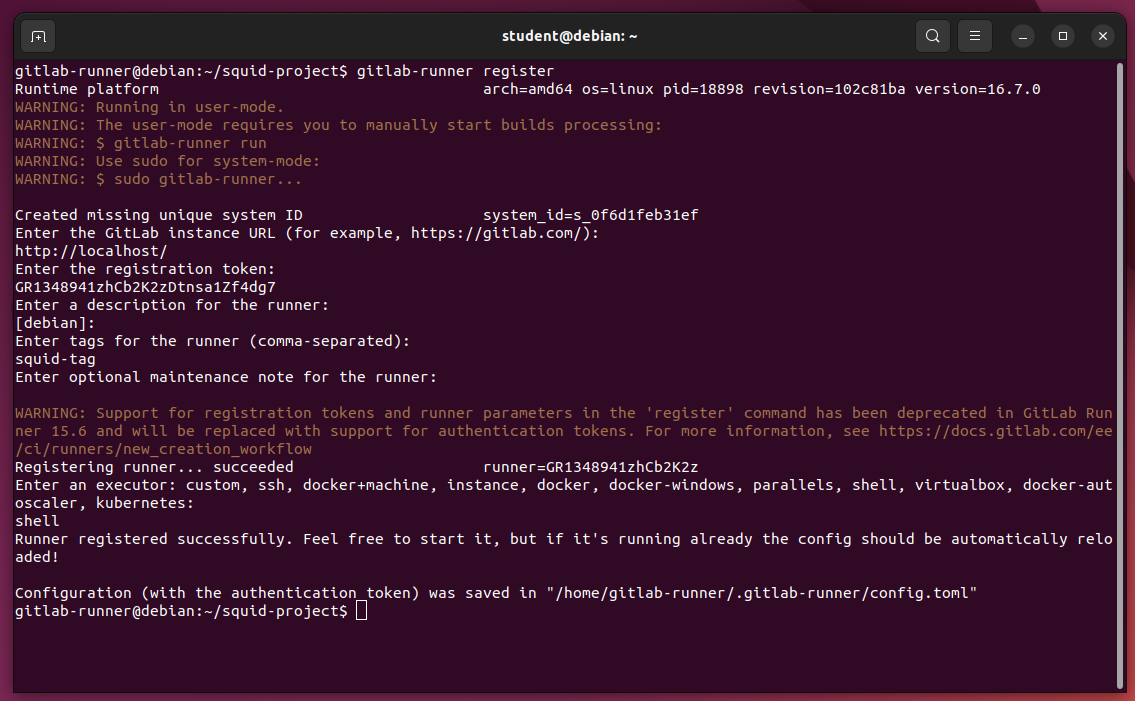 student@debian: ~
gitlab-runner@debian:~/squid-project$ gitlab-runner register
Runtime platform                                    arch=amd64 os=linux pid=18898 revision=102c81ba version=16.7.0
WARNING: Running in user-mode.
WARNING: The user-mode requires you to manually start builds processing:
WARNING: $ gitlab-runner run
WARNING: Use sudo for system-mode:
WARNING: $ sudo gitlab-runner...
Created missing unique system ID                    system_id=s_0f6d1feb31ef
Enter the GitLab instance URL (for example, https://gitlab.com/):
http://localhost/
Enter the registration token:
GR1348941zhCb2K2zDtnsa1Zf4dg7
Enter a description for the runner:
[debian]:
Enter tags for the runner (comma-separated):
squid-tag
Enter optional maintenance note for the runner:
WARNING: Support for registration tokens and runner parameters in the 'register' command has been deprecated in GitLab Run
ner 15.6 and will be replaced with support for authentication tokens. For more information, see https://docs.gitlab.com/ee
/ci/runners/new_creation_workflow
Registering runner... succeeded                     runner=GR1348941zhCb2K2z
Enter an executor: custom, ssh, docker+machine, instance, docker, docker-windows, parallels, shell, virtualbox, docker-aut
oscaler, kubernetes:
shell
Runner registered successfully. Feel free to start it, but if it's running already the config should be automatically relo
aded!
Configuration (with the authentication token) was saved in "/home/gitlab-runner/.gitlab-runner/config.toml"
gitlab-runner@debian:~/squid-project$